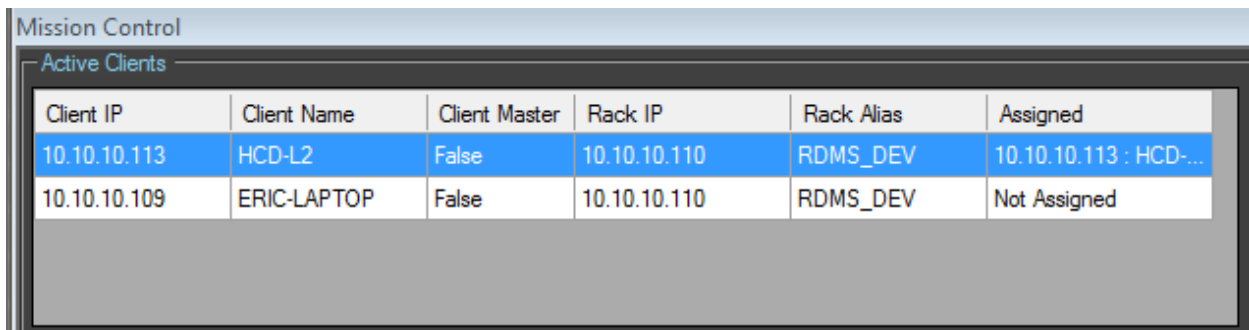 Mission Control
Active Clients
Client IP Client Name Client Master Rack IP Rack Alias Assigned
10.10.10.113 HCD-L2 False 10.10.10.110 RDMS_DEV 10.10.10.113 : HCD-...
10.10.10.109 ERIC-LAPTOP False 10.10.10.110 RDMS_DEV Not Assigned